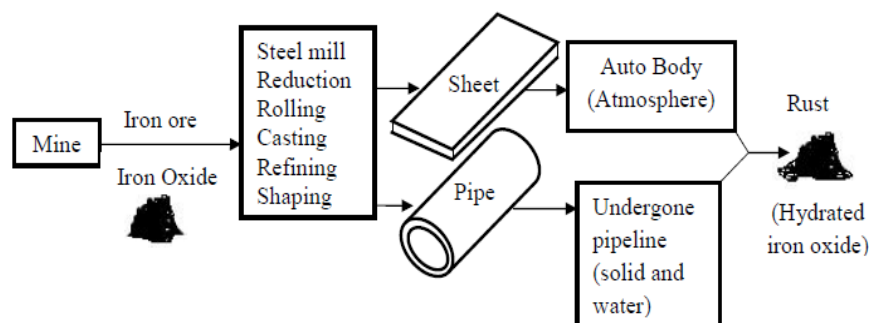 Mine
Iron ore
Iron Oxide
Steel mill
Reduction
Rolling
Casting
Refining
Shaping
Sheet
Pipe
Auto Body
(Atmosphere)
Undergone
pipeline
(solid and
water)
Rust
(Hydrated
iron oxide)